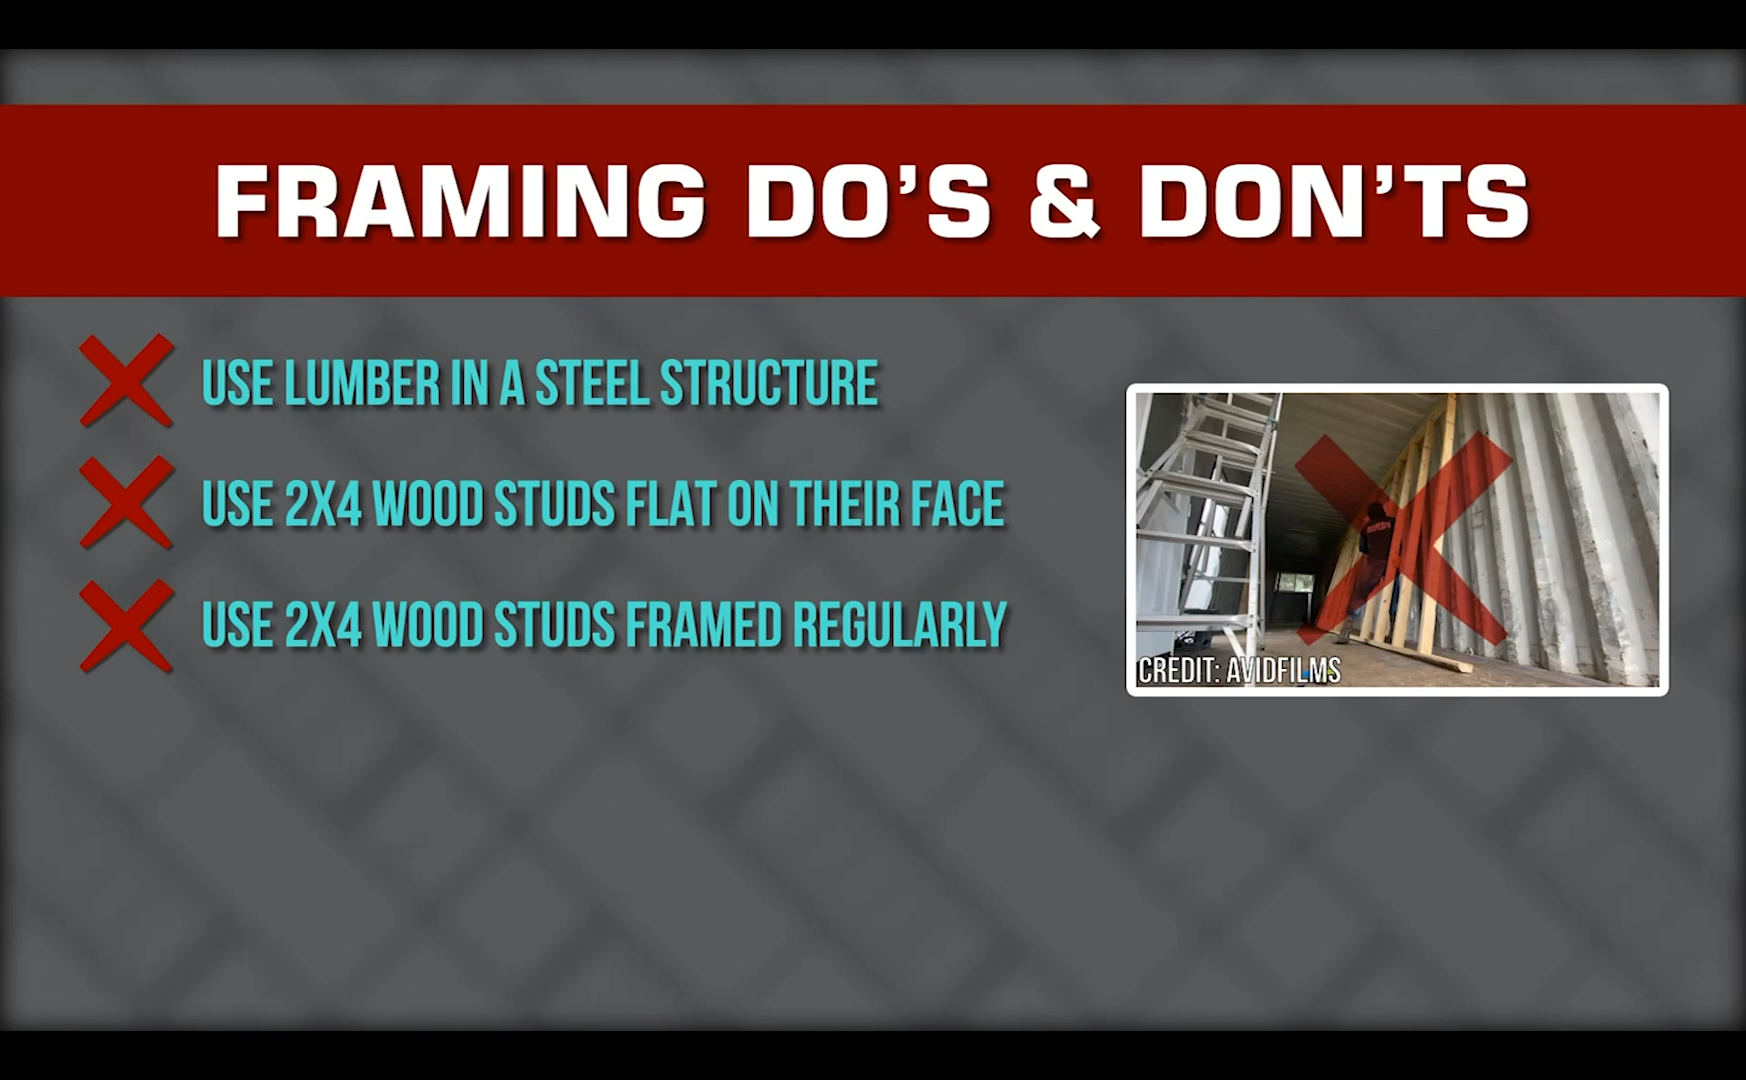 FRAMING DO’S & DON’TS
USE LUMBER IN A STEEL STRUCTURE
USE 2X4 WOOD STUDS FLAT ON THEIR FACE
USE 2X4 WOOD STUDS FRAMED REGULARLY
CREDIT: AVIDFILMS